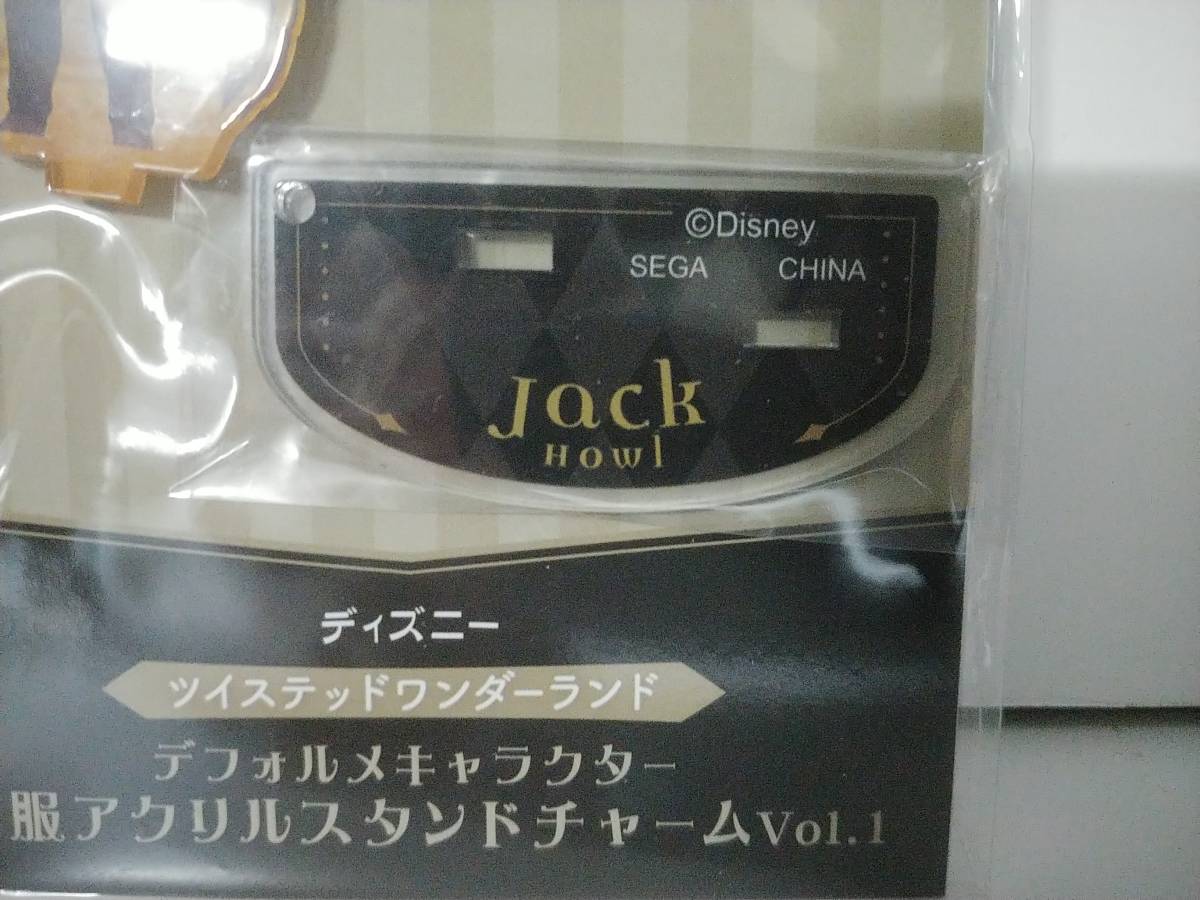 ©Disney
SEGA CHINA
Jack
Howl
ディズニー
ツイステッドワンダーランド
デフォルメキャラクター
服アクリルスタンドチャームVol.1